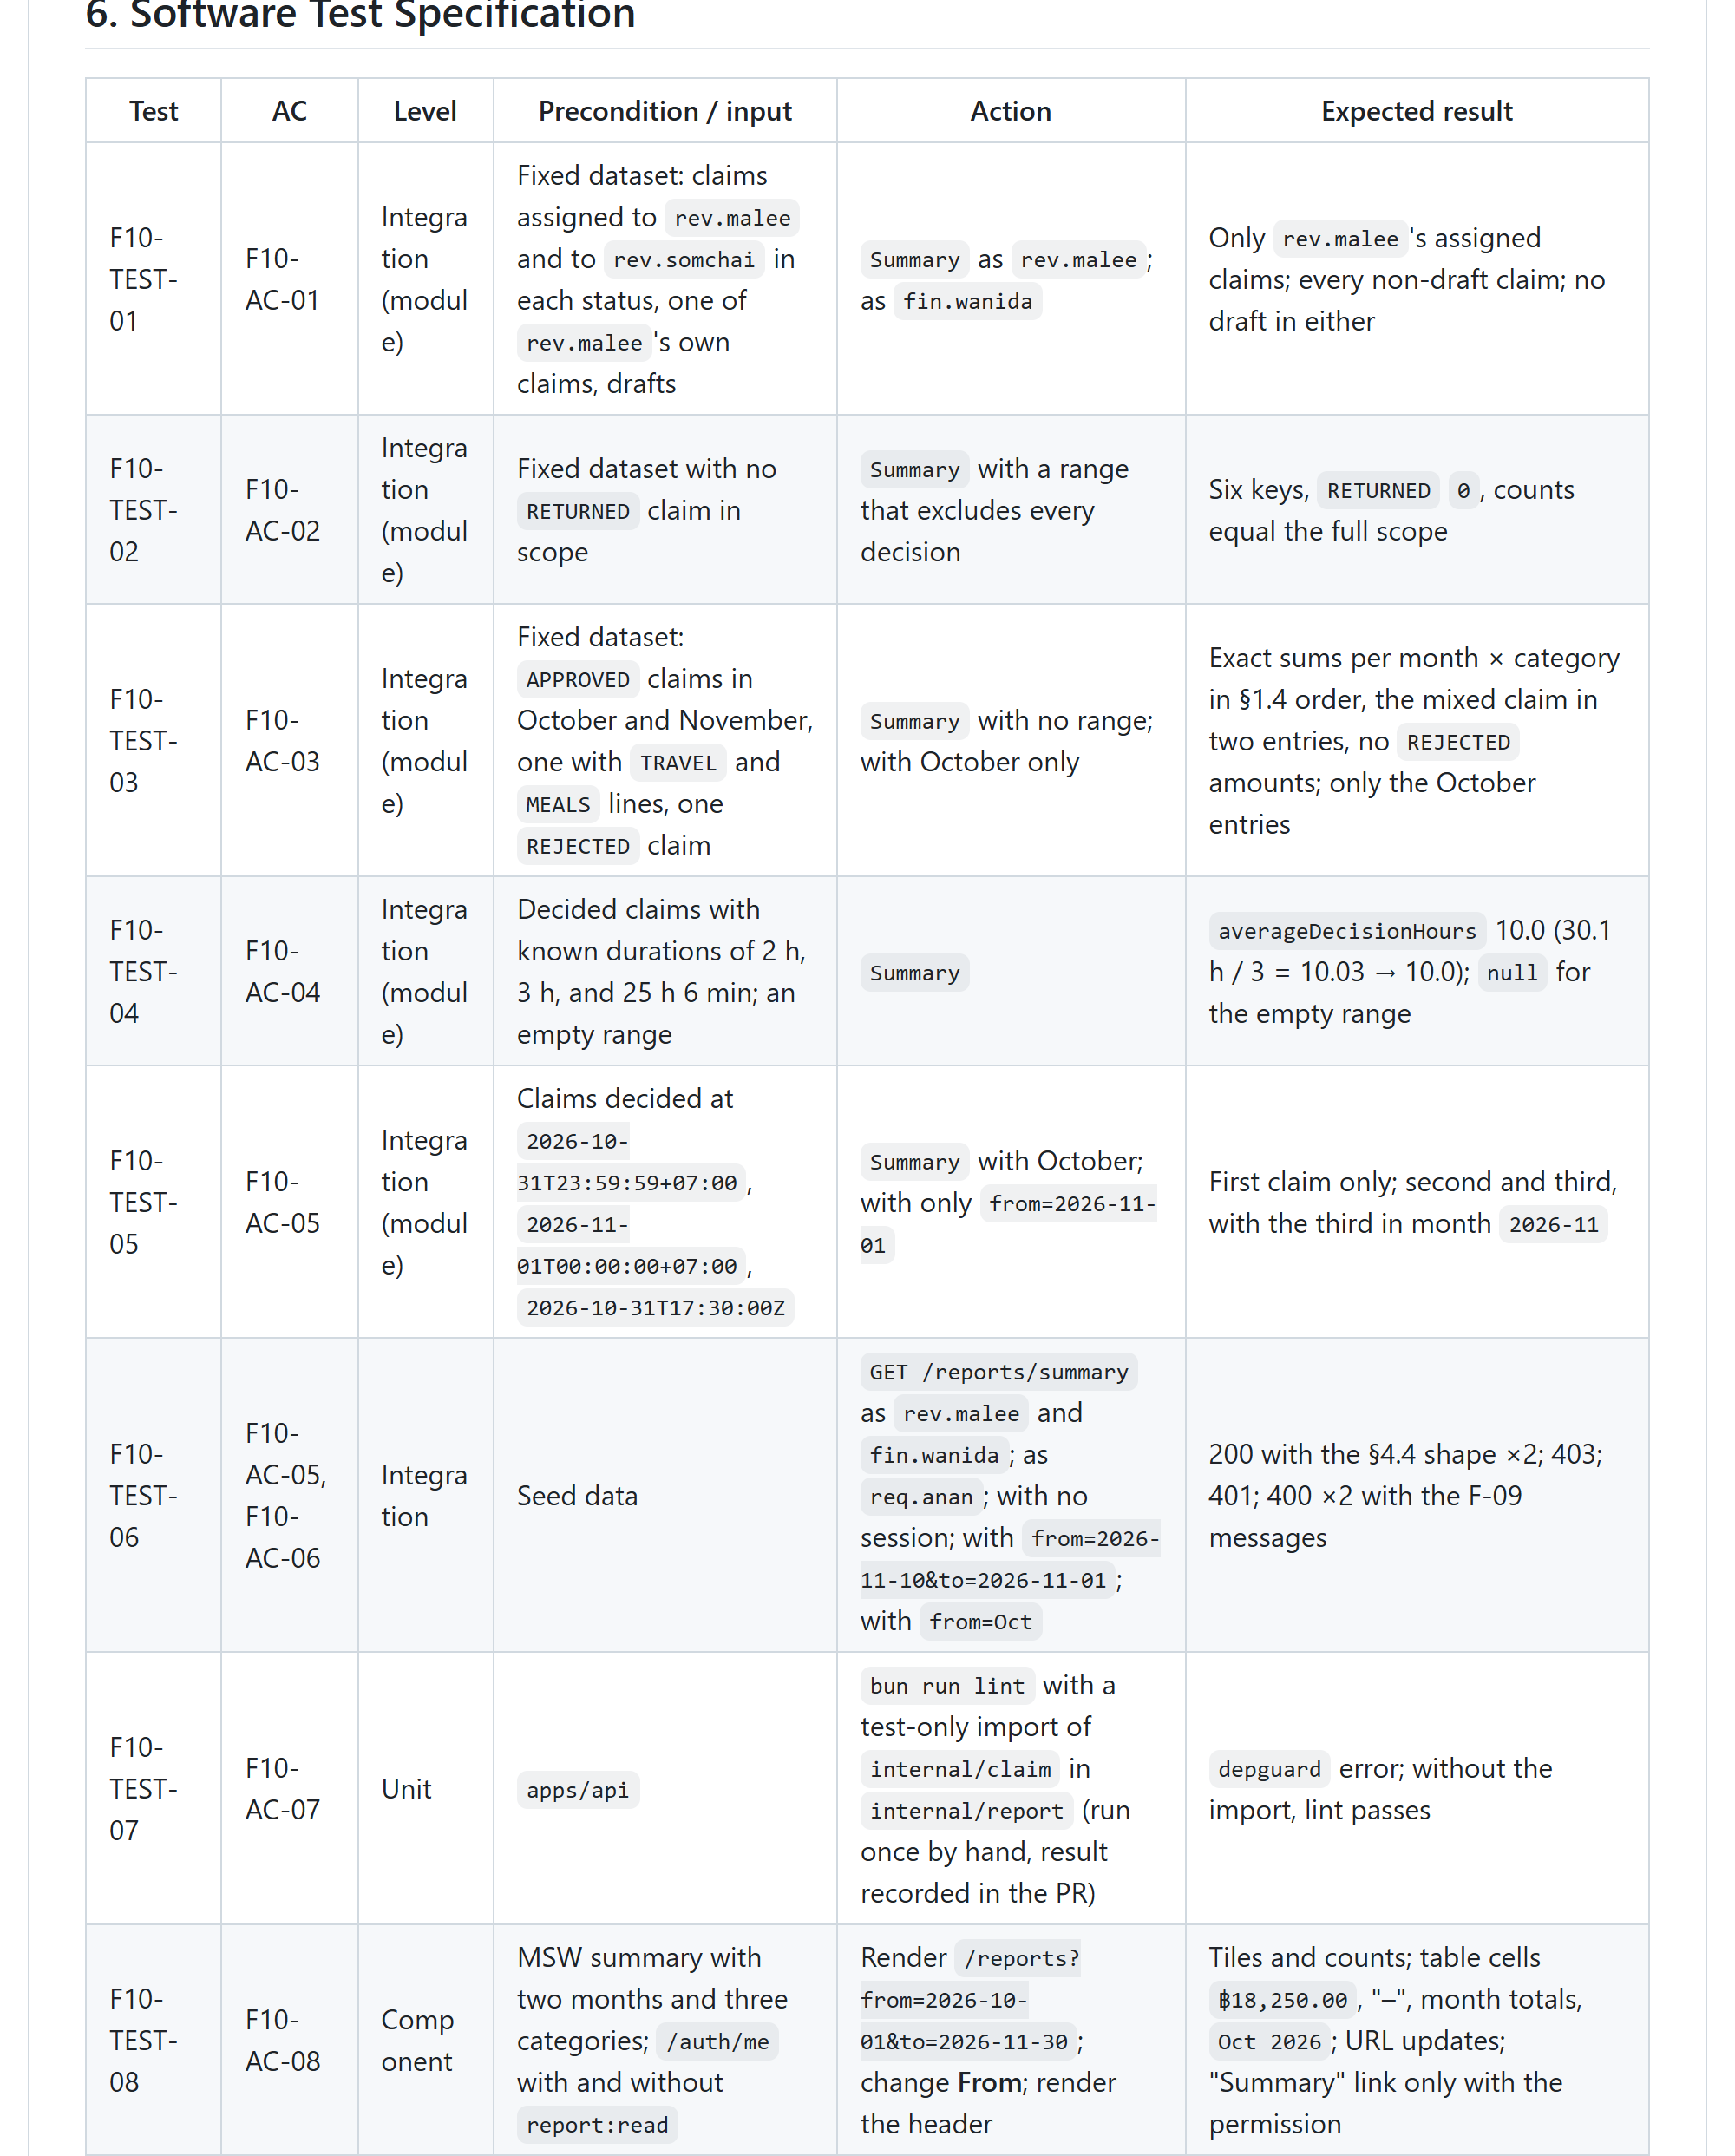 6. Software Test Specification
Test AC Level Precondition / input Action Expected result
F10-
TEST-
01
F10-
AC-01
Integra
tion
(modul
e)
Fixed dataset: claims
assigned to rev.malee
and to rev.somchai in
each status, one of
rev.malee's own
claims, drafts
Summary as rev.malee;
as fin.wanida
Only rev.malee's assigned
claims; every non-draft claim; no
draft in either
F10-
TEST-
02
F10-
AC-02
Integra
tion
(modul
e)
Fixed dataset with no
RETURNED claim in
scope
Summary with a range
that excludes every
decision
Six keys, RETURNED 0, counts
equal the full scope
F10-
TEST-
03
F10-
AC-03
Integra
tion
(modul
e)
Fixed dataset:
APPROVED claims in
October and November,
one with TRAVEL and
MEALS lines, one
REJECTED claim
Summary with no range;
with October only
Exact sums per month × category
in §1.4 order, the mixed claim in
two entries, no REJECTED
amounts; only the October
entries
F10-
TEST-
04
F10-
AC-04
Integra
tion
(modul
e)
Decided claims with
known durations of 2 h,
3 h, and 25 h 6 min; an
empty range
Summary
averageDecisionHours 10.0 (30.1
h / 3 = 10.03 → 10.0); null for
the empty range
F10-
TEST-
05
F10-
AC-05
Integra
tion
(modul
e)
Claims decided at
2026-10-
31T23:59:59+07:00,
2026-11-
01T00:00:00+07:00,
2026-10-31T17:30:00Z
Summary with October;
with only from=2026-11-
01
First claim only; second and third,
with the third in month 2026-11
F10-
TEST-
06
F10-
AC-05,
F10-
AC-06
Integra
tion
Seed data
GET /reports/summary
as rev.malee and
fin.wanida; as
req.anan; with no
session; with from=2026-
11-10&to=2026-11-01;
with from=Oct
200 with the §4.4 shape ×2; 403;
401; 400 ×2 with the F-09
messages
F10-
TEST-
07
F10-
AC-07
Unit
apps/api
bun run lint with a
test-only import of
internal/claim in
internal/report (run
once by hand, result
recorded in the PR)
depguard error; without the
import, lint passes
F10-
TEST-
08
F10-
AC-08
Comp
onent
MSW summary with
two months and three
categories; /auth/me
with and without
report:read
Render /reports?
from=2026-10-
01&to=2026-11-30;
change From; render
the header
Tiles and counts; table cells
฿18,250.00, "–", month totals,
Oct 2026; URL updates;
"Summary" link only with the
permission